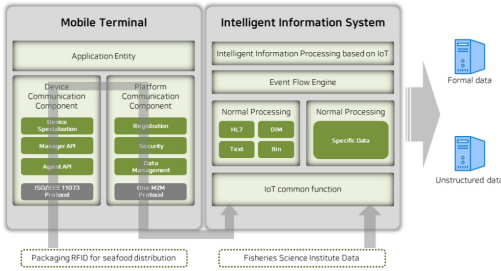 Mobile Terminal
Application Entity
Device
Communication
Component
Device
Specialization
Manager API
Agent API
ISO/IEE 11073
Protocol
Platform
Communication
Component
Registration
Security
Data
Management
One M2M
Protocol
Intelligent Information System
Intelligent Information Processing based on IoT
Event Flow Engine
Normal Processing
HL7
DIM
Text
Bin
Normal Processing
Specific Data
IoT common function
Formal data
Unstructured data
Packaging RFID for seafood distribution
Fisheries Science Institute Data